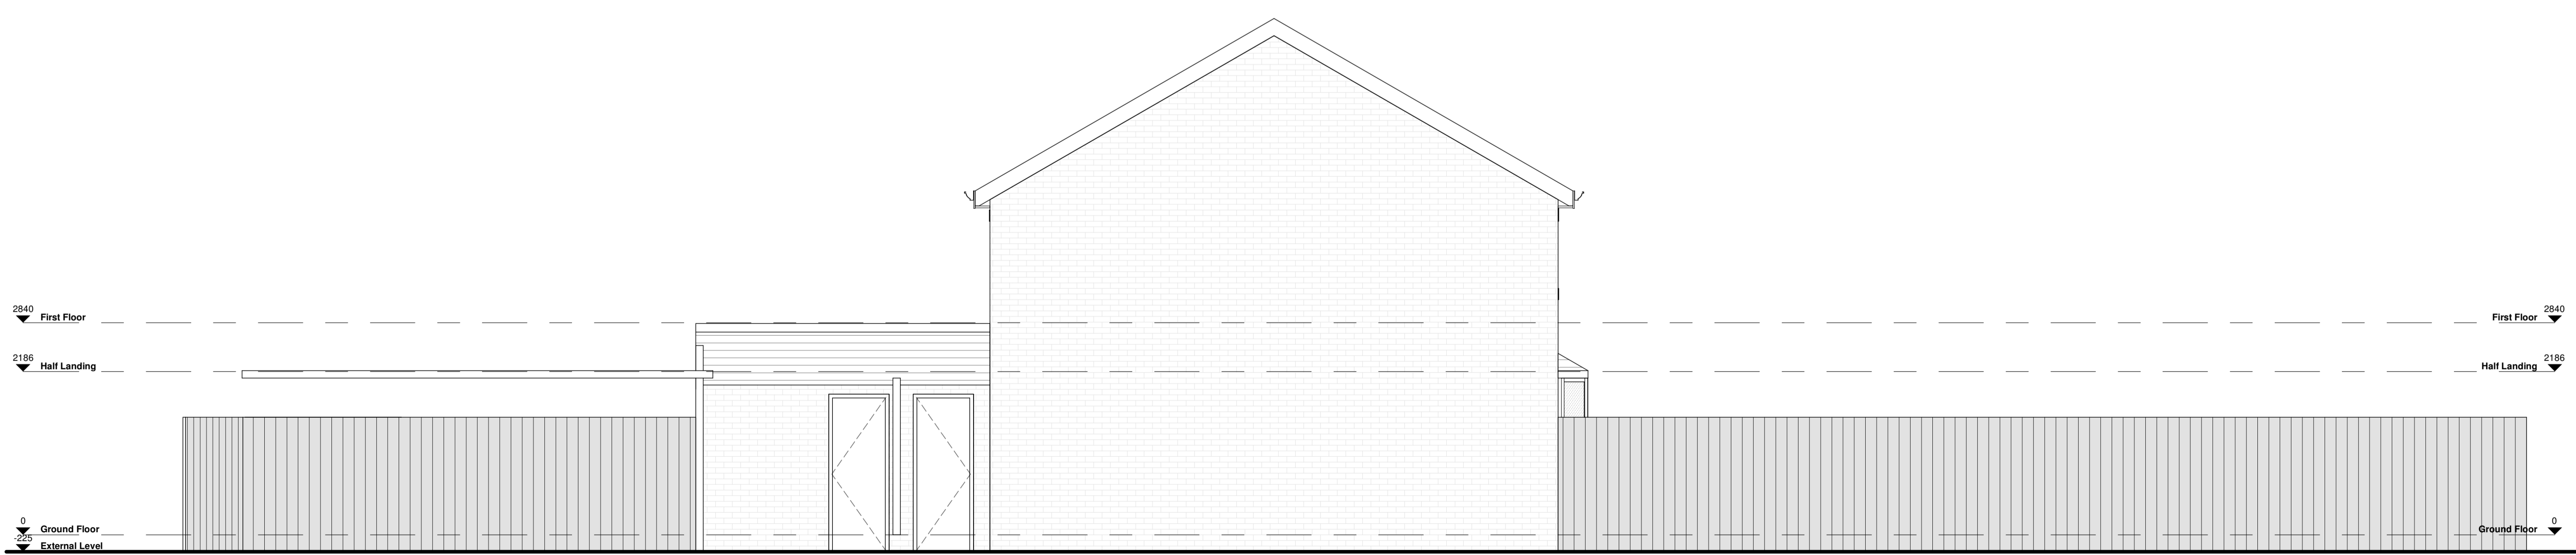 2840
First Floor
First Floor
2840
2186
Half Landing
Half Landing
2186
0
Ground Floor
Ground Floor
0
-225
External Level